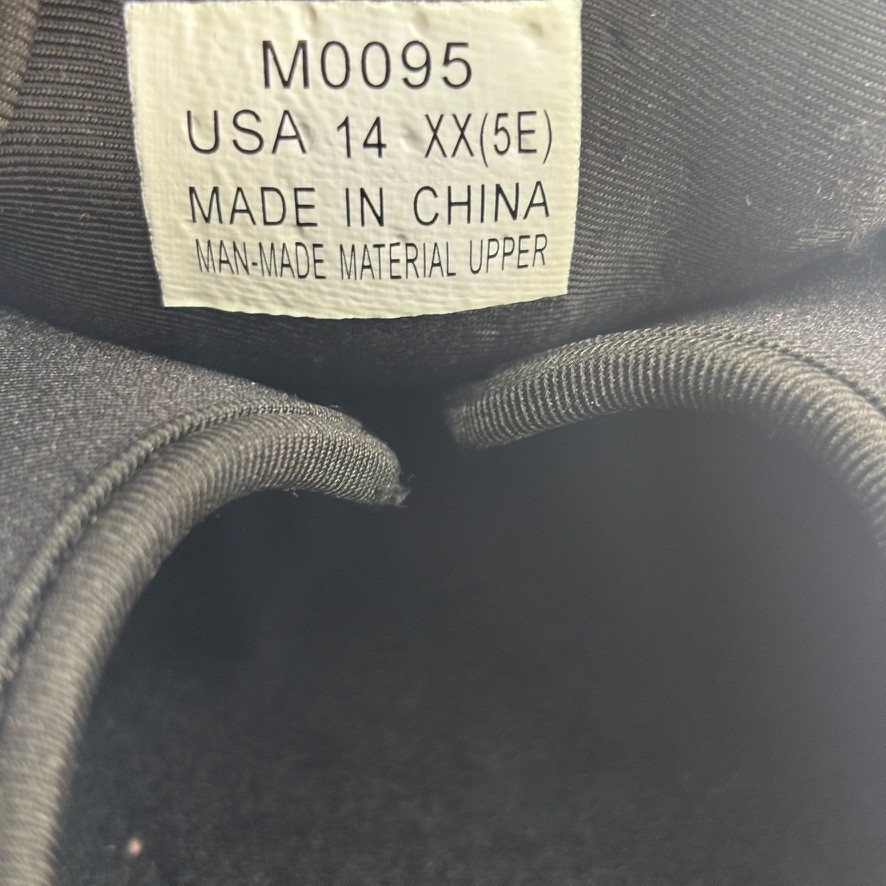 M0095
USA 14 XX(5E)
MADE IN CHINA
MAN-MADE MATERIAL UPPER